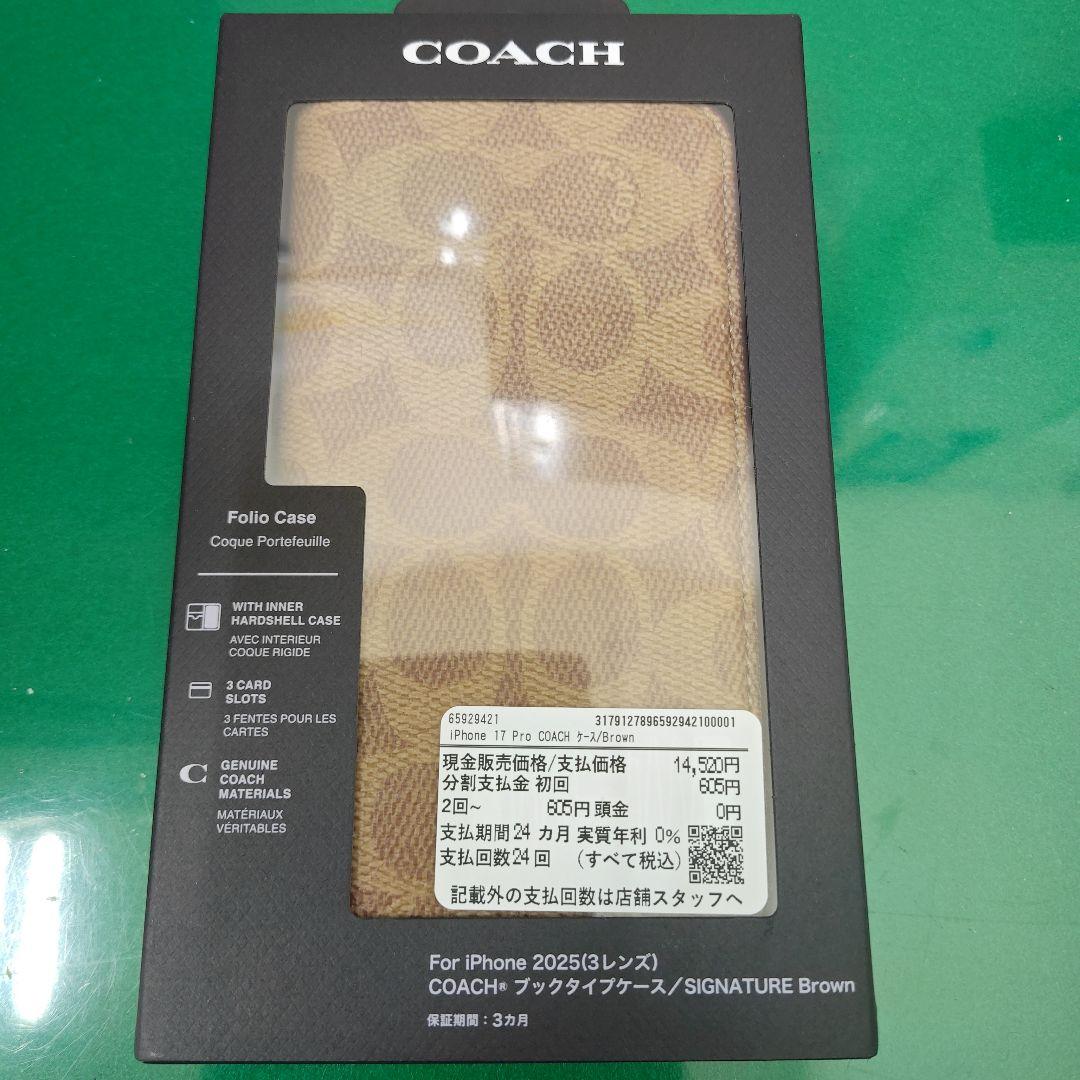 COACH
COACH
Folio Case
Coque Portefeuille
WITH INNER
HARDSHELL CASE
AVEC INTERIEUR
COQUE RIGIDE
3 CARD
SLOTS
3 FENTES POUR LES
CARTES
GENUINE
COACH
MATERIALS
MATÉRIAUX
VÉRITABLES
65929421 3179127896592942100001
iPhone 17 Pro COACH ｹｰｽ/Brown
現金販売価格/支払価格 14,520円
分割支払金 初回 605円
2回~ 605円 頭金 0円
支払期間24 カ月 実質年利 0%
支払回数24 回 (すべて税込)
記載外の支払回数は店舗スタッフへ
For iPhone 2025(3レンズ)
COACH® ブックタイプケース／SIGNATURE Brown
保証期間：3カ月